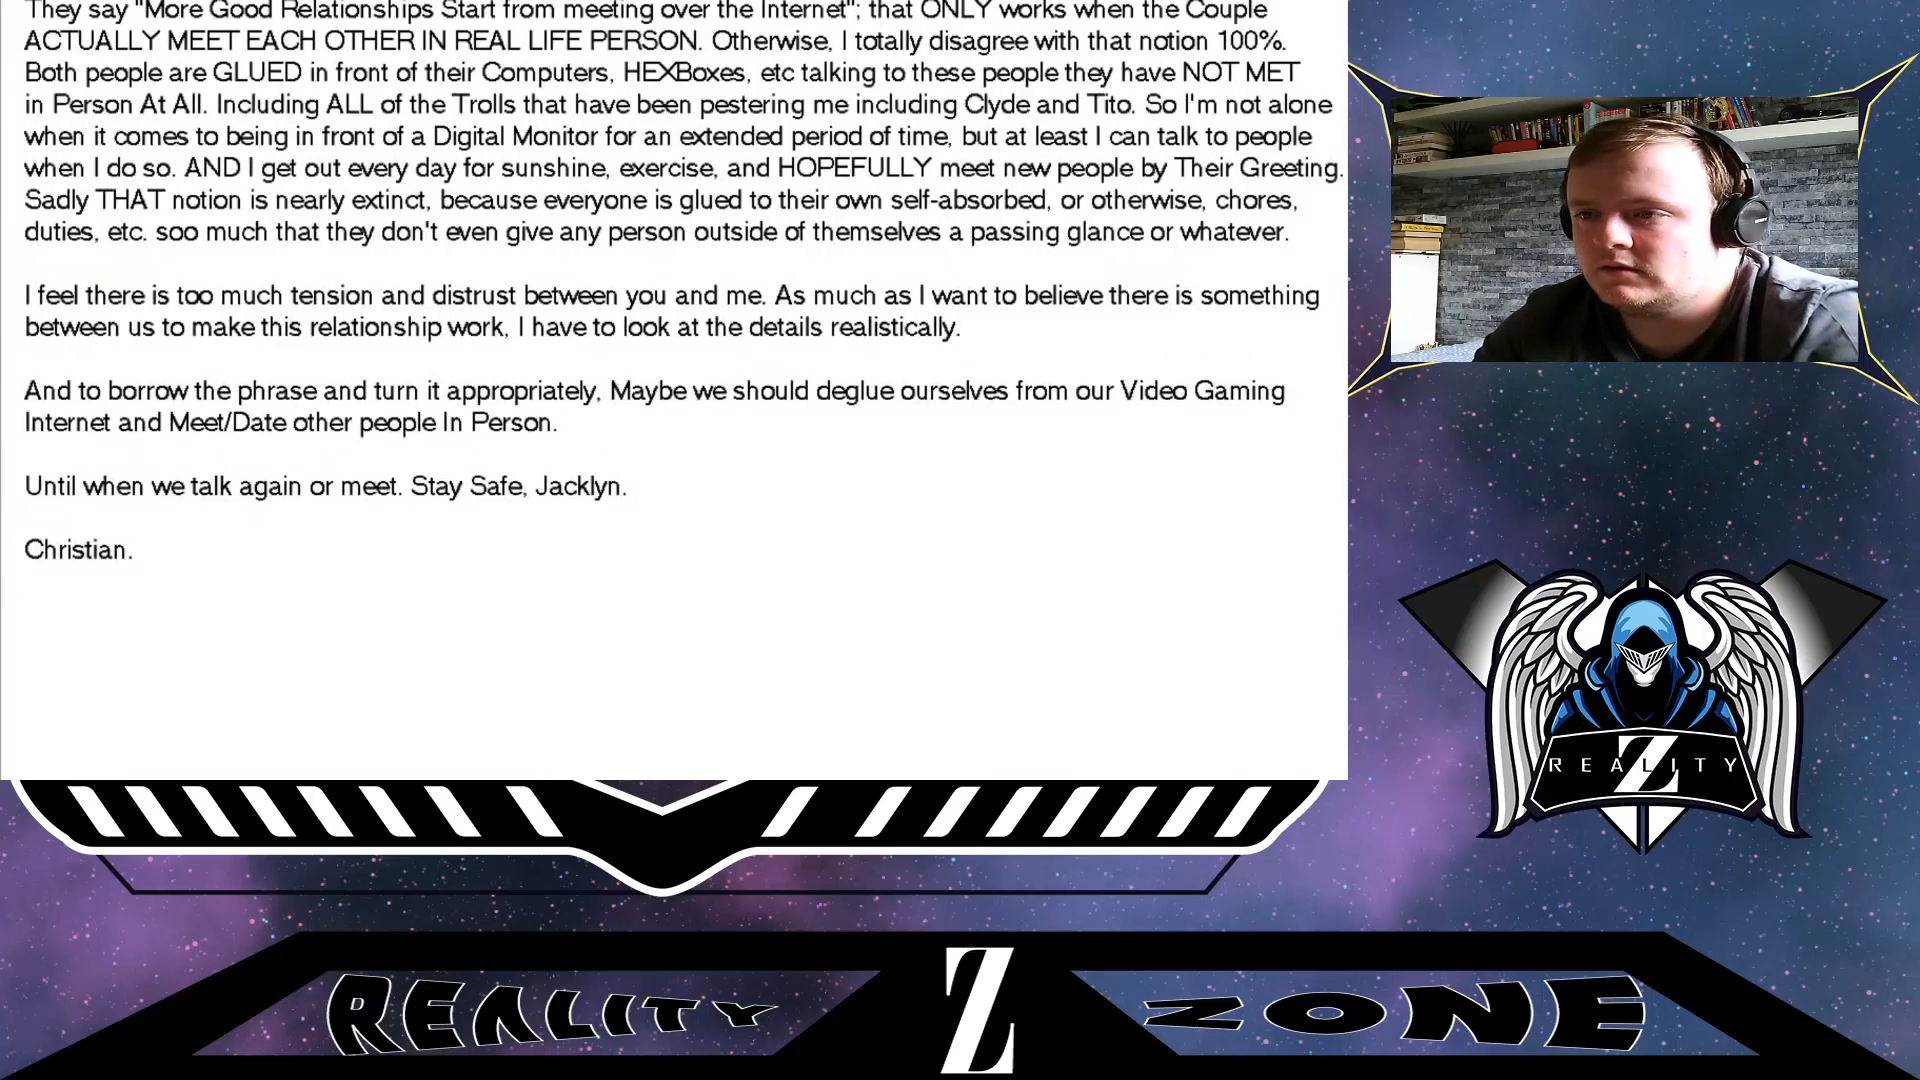 They say "More Good Relationships Start from meeting over the Internet"; that ONLY works when the Couple
ACTUALLY MEET EACH OTHER IN REAL LIFE PERSON. Otherwise, I totally disagree with that notion 100%.
Both people are GLUED in front of their Computers, HEXBoxes, etc talking to these people they have NOT MET
in Person At All. Including ALL of the Trolls that have been pestering me including Clyde and Tito. So I'm not alone
when it comes to being in front of a Digital Monitor for an extended period of time, but at least I can talk to people
when I do so. AND I get out every day for sunshine, exercise, and HOPEFULLY meet new people by Their Greeting.
Sadly THAT notion is nearly extinct, because everyone is glued to their own self-absorbed, or otherwise, chores,
duties, etc. soo much that they don't even give any person outside of themselves a passing glance or whatever.
I feel there is too much tension and distrust between you and me. As much as I want to believe there is something
between us to make this relationship work, I have to look at the details realistically.
And to borrow the phrase and turn it appropriately, Maybe we should deglue ourselves from our Video Gaming
Internet and Meet/Date other people In Person.
Until when we talk again or meet. Stay Safe, Jacklyn.
Christian.
REALITY
Z
REALITY Z ZONE